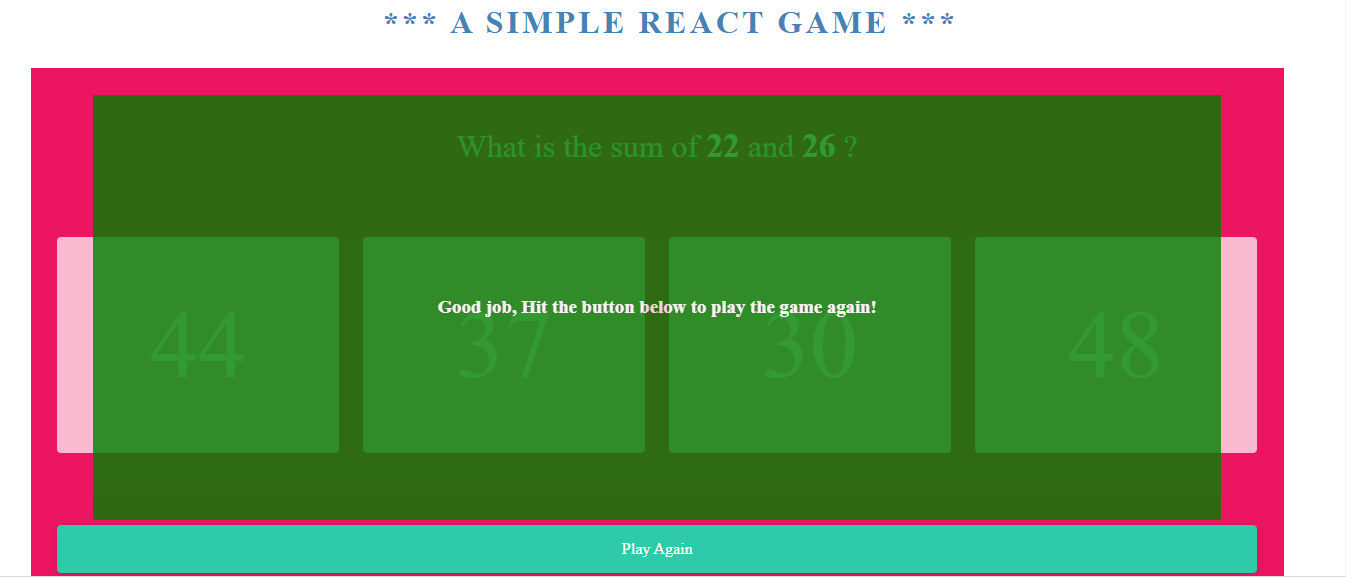 *** A SIMPLE REACT GAME ***
What is the sum of 22 and 26 ?
Good job, Hit the button below to play the game again!
44 37 30 48
Play Again